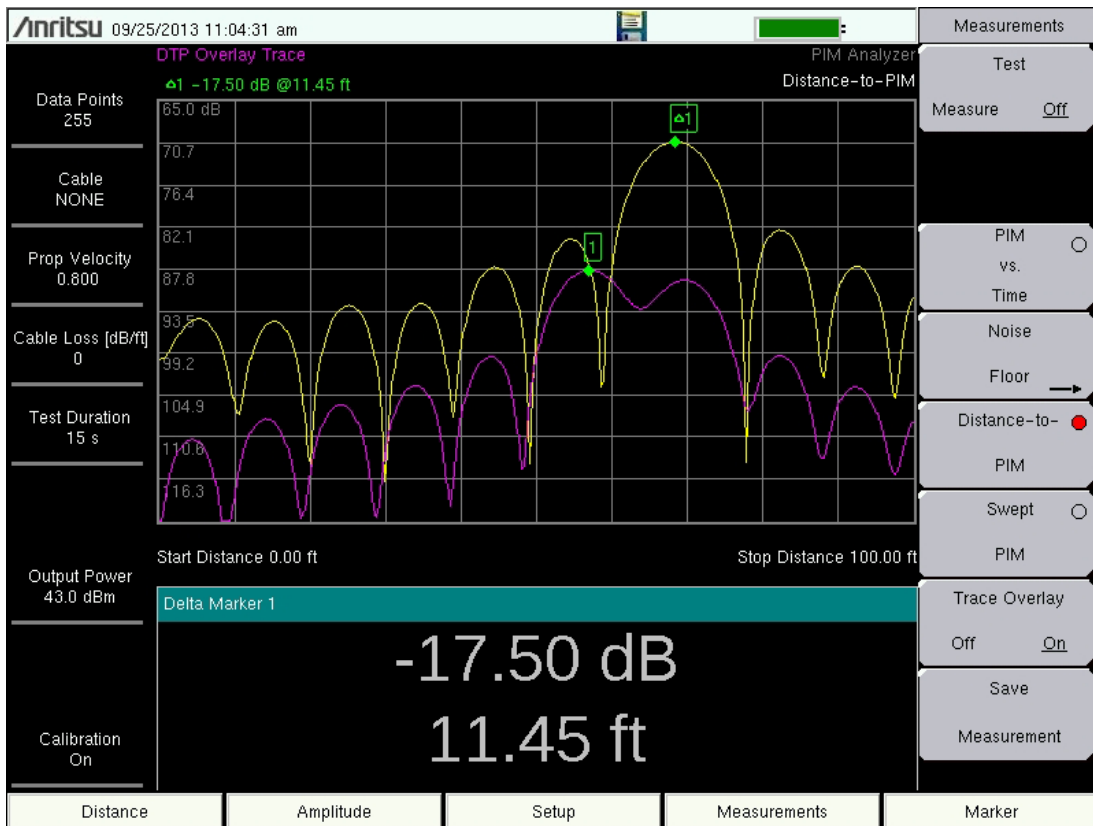 Anritsu 09/25/2013 11:04:31 am
DTP Overlay Trace
PIM Analyzer
△1 -17.50 dB @11.45 ft
Distance-to-PIM
Data Points
255
Cable
NONE
Prop Velocity
0.800
Cable Loss [dB/ft]
0
Test Duration
15 s
Output Power
43.0 dBm
Calibration
On
65.0 dB
70.7
76.4
82.1
87.8
93.5
99.2
104.9
110.6
116.3
△1
1
Start Distance 0.00 ft
Stop Distance 100.00 ft
Delta Marker 1
-17.50 dB
11.45 ft
Measurements
Test
Measure Off
PIM
vs.
Time
Noise
Floor
Distance-to-
PIM
Swept
PIM
Trace Overlay
Off On
Save
Measurement
Distance
Amplitude
Setup
Measurements
Marker